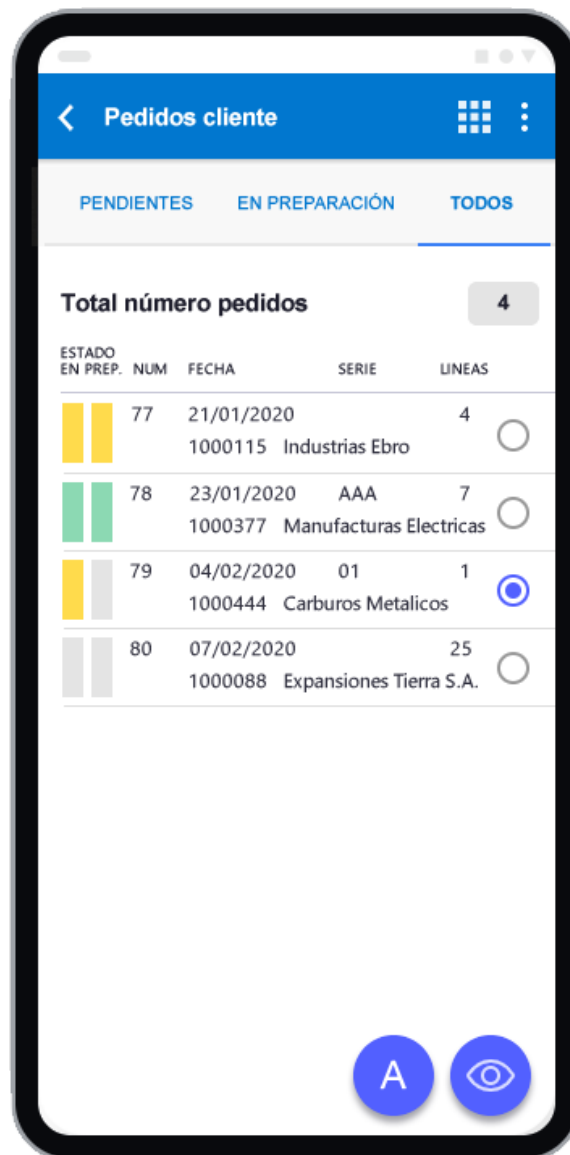 Pedidos cliente
PENDIENTES EN PREPARACIÓN TODOS
Total número pedidos 4
ESTADO
EN PREP. NUM FECHA SERIE LINEAS
77 21/01/2020 4
1000115 Industrias Ebro
78 23/01/2020 AAA 7
1000377 Manufacturas Electricas
79 04/02/2020 01 1
1000444 Carburos Metalicos
80 07/02/2020 25
1000088 Expansiones Tierra S.A.
A